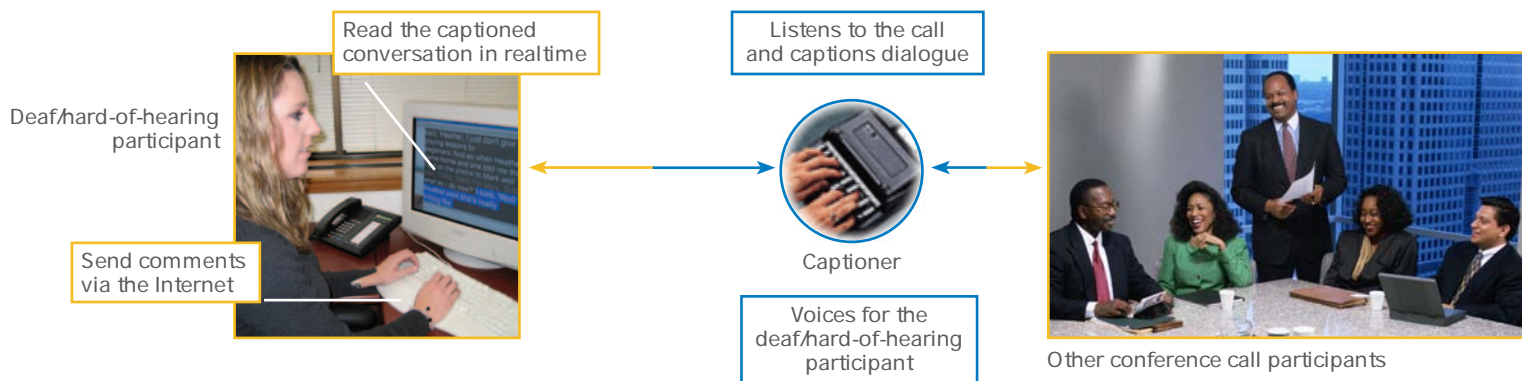 Read the captioned
conversation in realtime
Deaf/hard-of-hearing
participant
Send comments
via the Internet
Listens to the call
and captions dialogue
Captioner
Voices for the
deaf/hard-of-hearing
participant
Other conference call participants